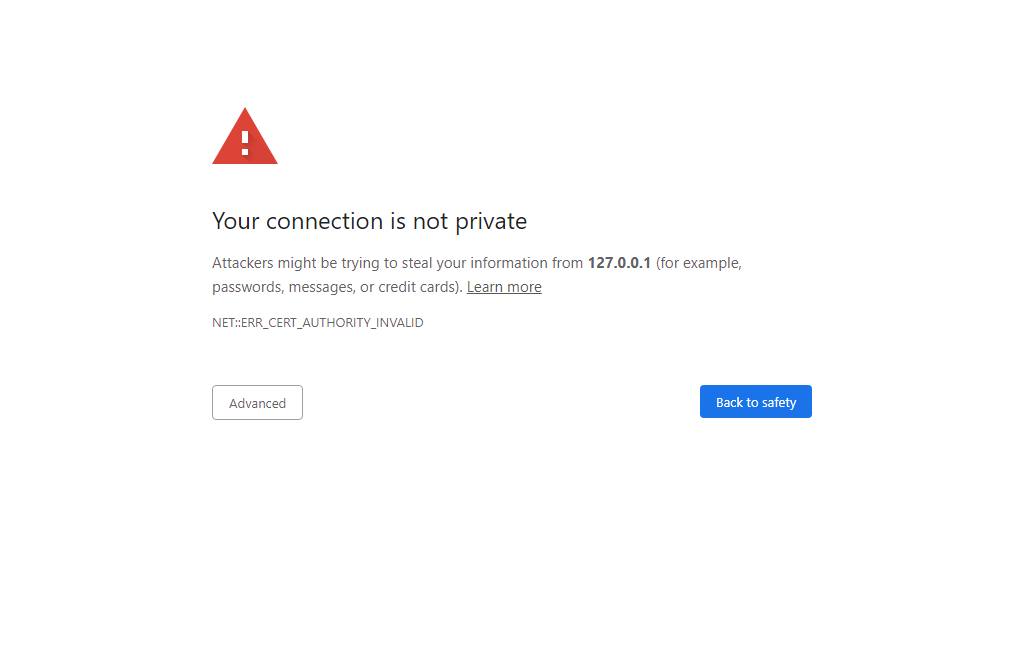 Your connection is not private
Attackers might be trying to steal your information from 127.0.0.1 (for example,
passwords, messages, or credit cards). Learn more
NET::ERR_CERT_AUTHORITY_INVALID
Advanced
Back to safety